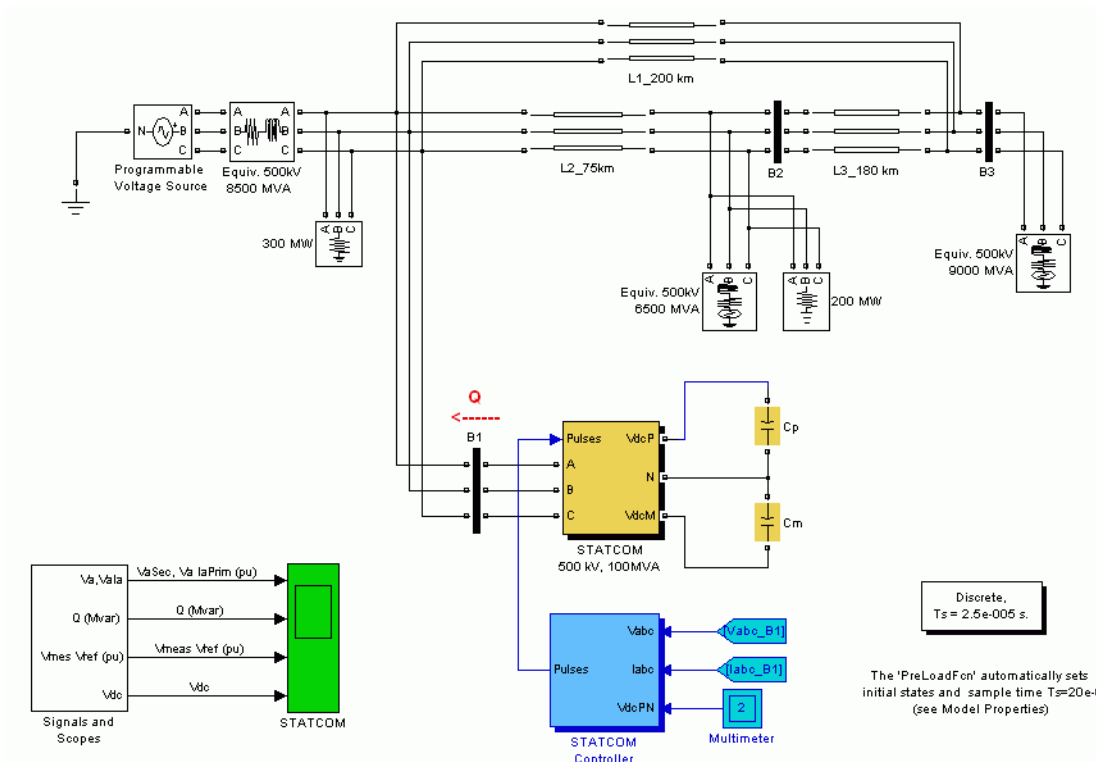 L1_200 km
A
B
C
N
A
B
C
A
B
C
Programmable
Voltage Source
Equiv. 500kV
8500 MVA
L2_75km
B2
L3_180 km
B3
300 MW
A
B
C
Equiv. 500kV
6500 MVA
A
B
C
A
B
C
200 MW
Equiv. 500kV
9000 MVA
A
B
C
Q
<------
B1
Pulses
A
B
C
VdcP
N
VdcM
STATCOM
500 kV, 100MVA
Cp
Cm
Va,VaIa
Q (Mvar)
Vmes Vref (pu)
Vdc
Signals and
Scopes
VaSec, Va IaPrim (pu)
Q (Mvar)
Vmeas Vref (pu)
Vdc
STATCOM
Pulses
Vabc
Iabc
VdcPN
STATCOM
Controller
[Vabc_B1]
[Iabc_B1]
2
Multimeter
Discrete,
Ts = 2.5e-005 s.
The 'PreLoadFcn' automatically sets
initial states and sample time Ts=20e-
(see Model Properties)